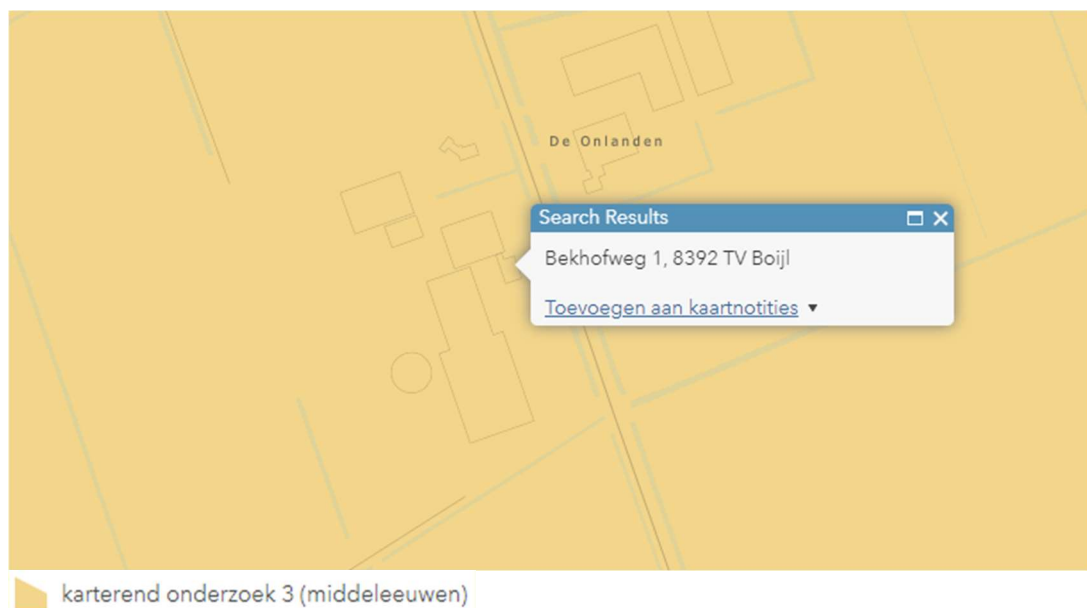 De Onlanden
Search Results
Bekhofweg 1, 8392 TV Boijl
Toevoegen aan kaartnotities
karterend onderzoek 3 (middeleeuwen)